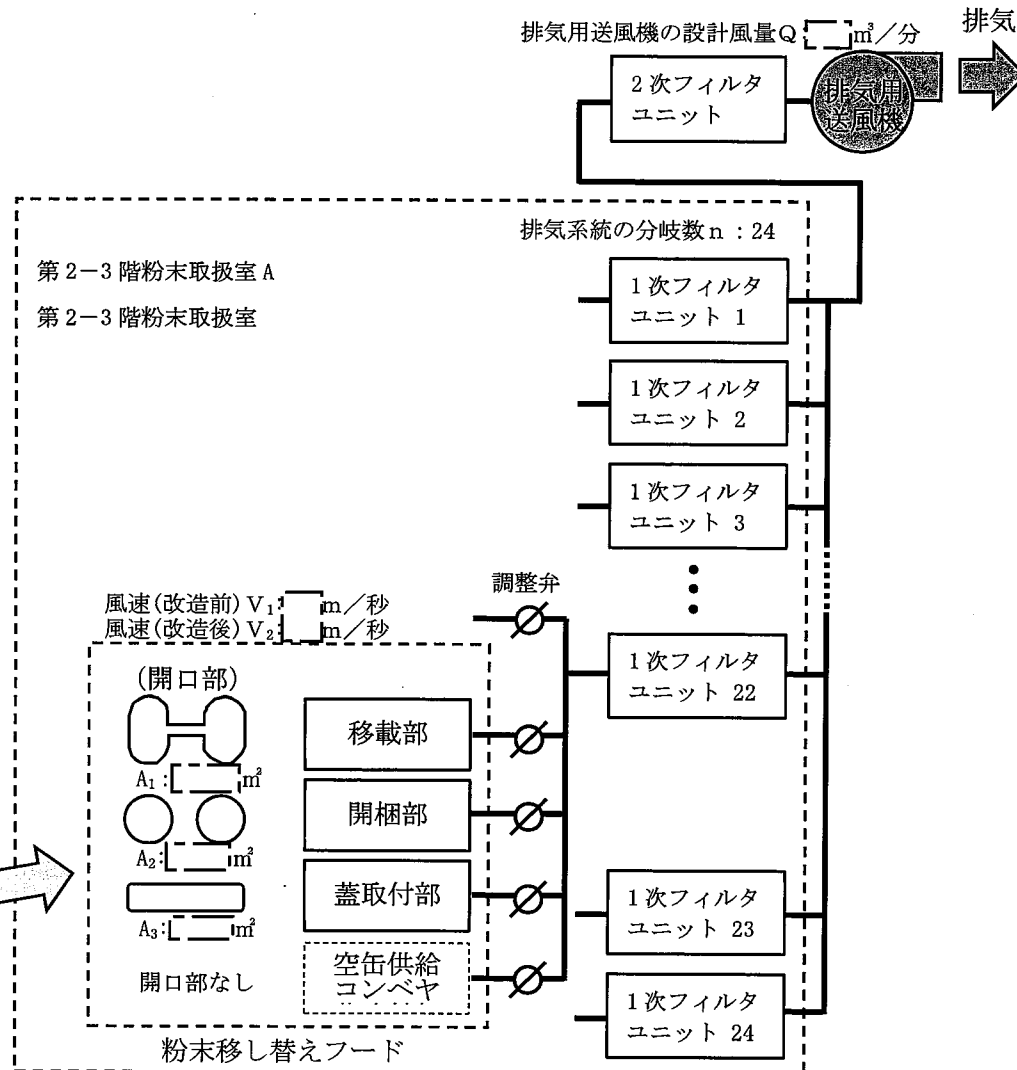 排気用送風機の設計風量Q : m³／分
排気
2次フィルタ
ユニット
排気用
送風機
排気系統の分岐数n : 24
第2－3階粉末取扱室A
第2－3階粉末取扱室
1次フィルタ
ユニット 1
1次フィルタ
ユニット 2
1次フィルタ
ユニット 3
調整弁
風速(改造前)V₁: m／秒
風速(改造後)V₂: m／秒
1次フィルタ
ユニット 22
(開口部)
移載部
A₁: m²
開梱部
A₂: m²
蓋取付部
A₃: m²
1次フィルタ
ユニット 23
開口部なし
空缶供給
コンベヤ
1次フィルタ
ユニット 24
粉末移し替えフード